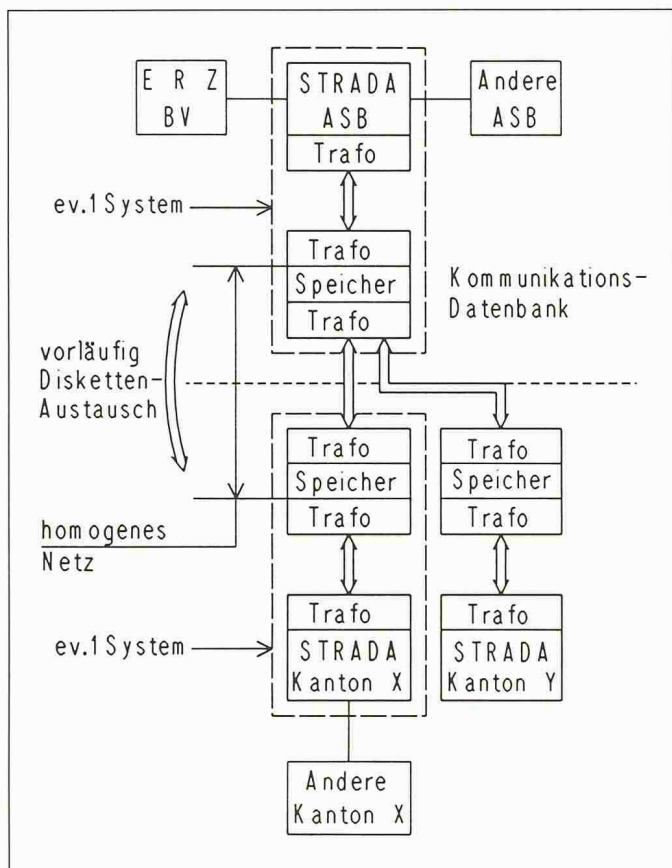 E R Z
BV
STRADA
ASB
Trafo
Andere
ASB
ev.1 System
Trafo
Speicher
Trafo
Kommunikations-
Datenbank
vorläufig
Disketten-
Austausch
Trafo
Speicher
Trafo
Trafo
Speicher
Trafo
homogenes
Netz
Trafo
STRADA
Kanton X
Trafo
STRADA
Kanton Y
ev.1 System
Andere
Kanton X